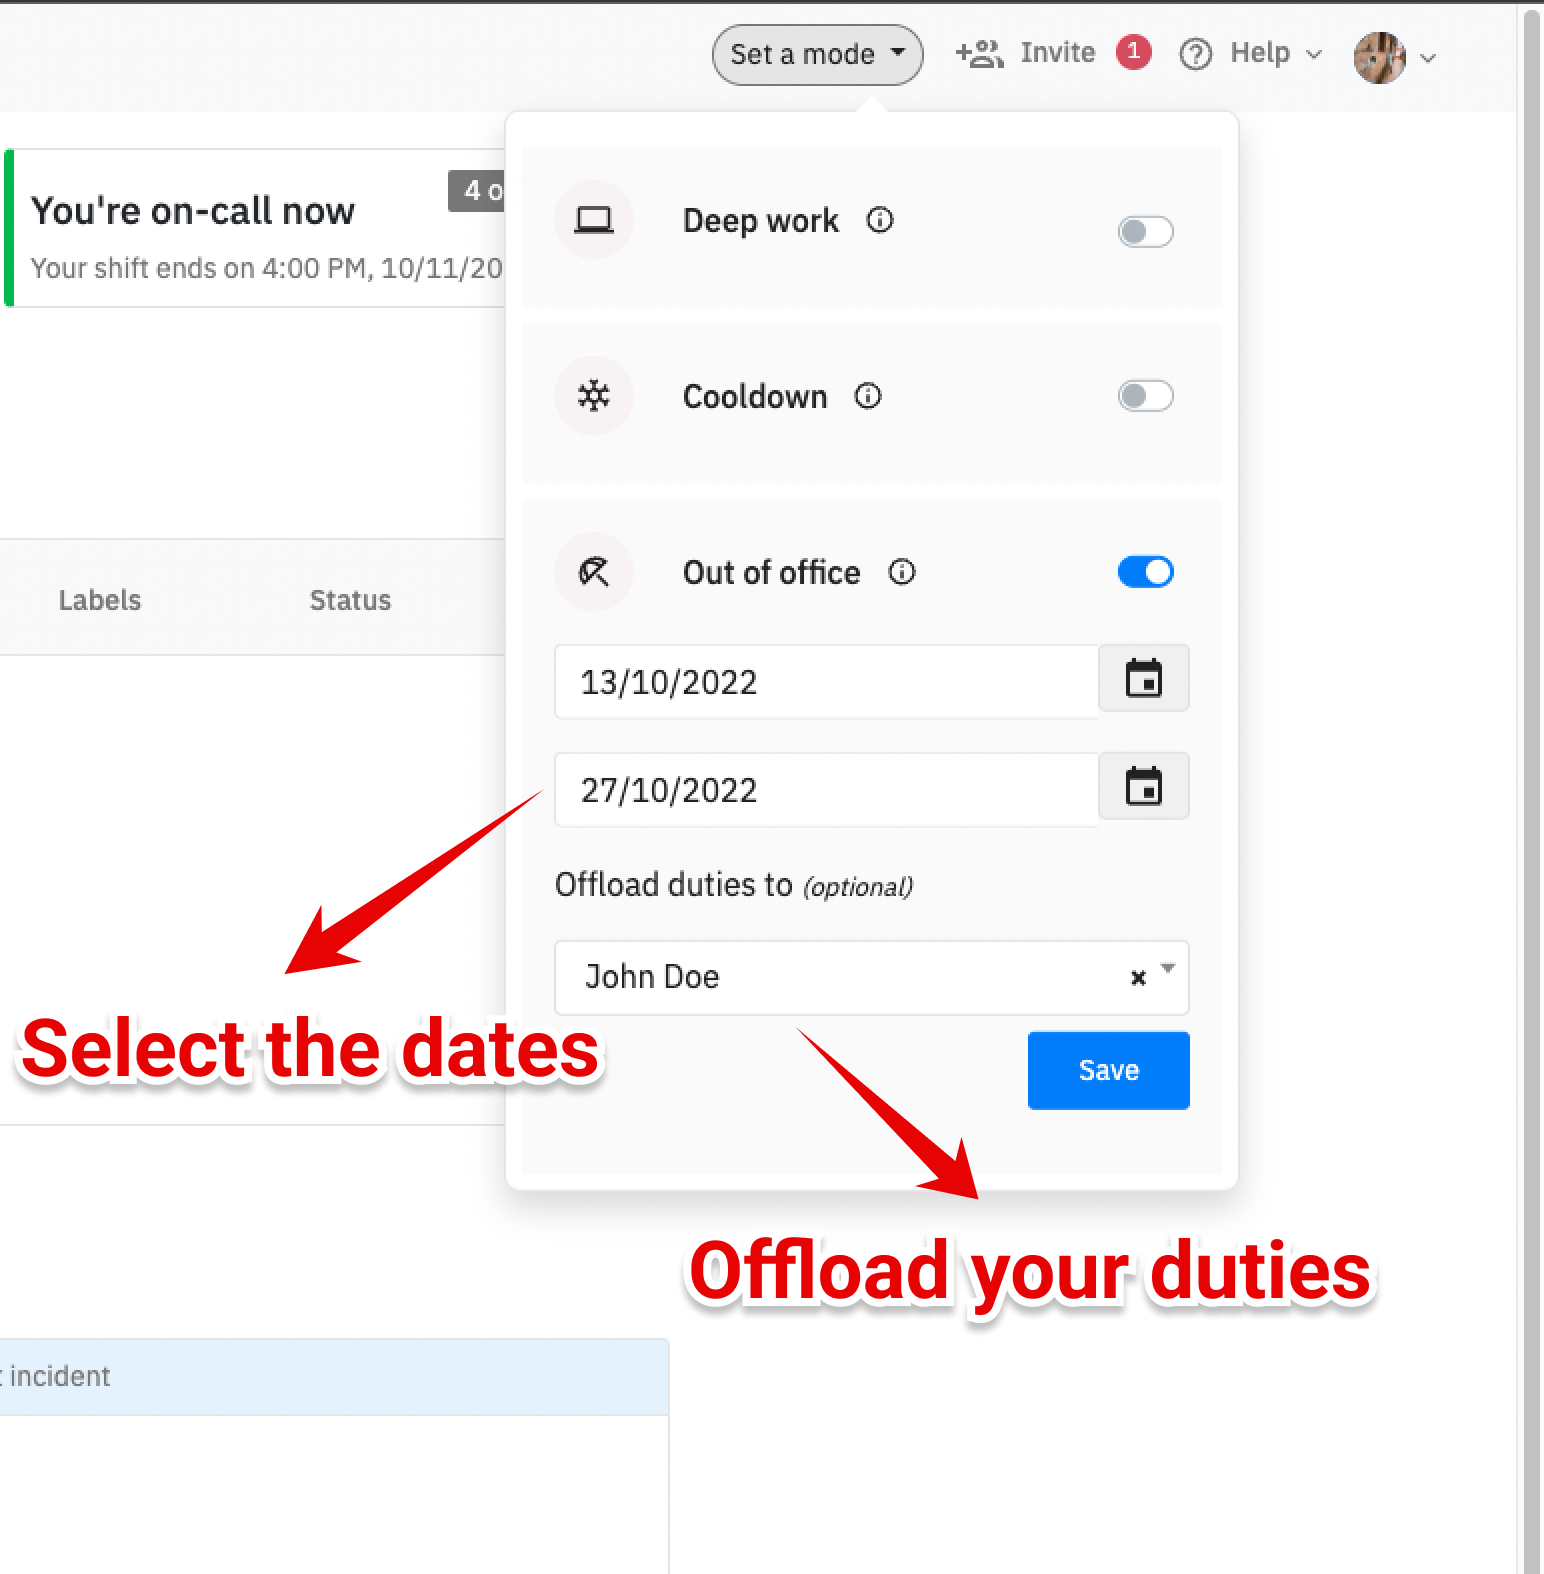 Set a mode
Invite
1
Help
You're on-call now
4 o
Your shift ends on 4:00 PM, 10/11/20
Deep work
Cooldown
Out of office
Labels
Status
13/10/2022
27/10/2022
Offload duties to (optional)
John Doe
Select the dates
Save
Offload your duties
incident